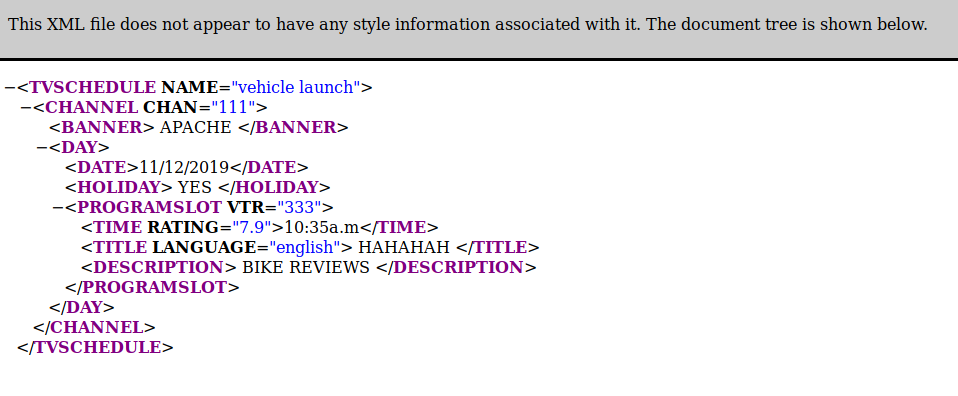 This XML file does not appear to have any style information associated with it. The document tree is shown below.
−<TVSCHEDULE NAME="vehicle launch">
−<CHANNEL CHAN="111">
<BANNER> APACHE </BANNER>
−<DAY>
<DATE>11/12/2019</DATE>
<HOLIDAY> YES </HOLIDAY>
−<PROGRAMSLOT VTR="333">
<TIME RATING="7.9">10:35a.m</TIME>
<TITLE LANGUAGE="english"> HAHAHAH </TITLE>
<DESCRIPTION> BIKE REVIEWS </DESCRIPTION>
</PROGRAMSLOT>
</DAY>
</CHANNEL>
</TVSCHEDULE>